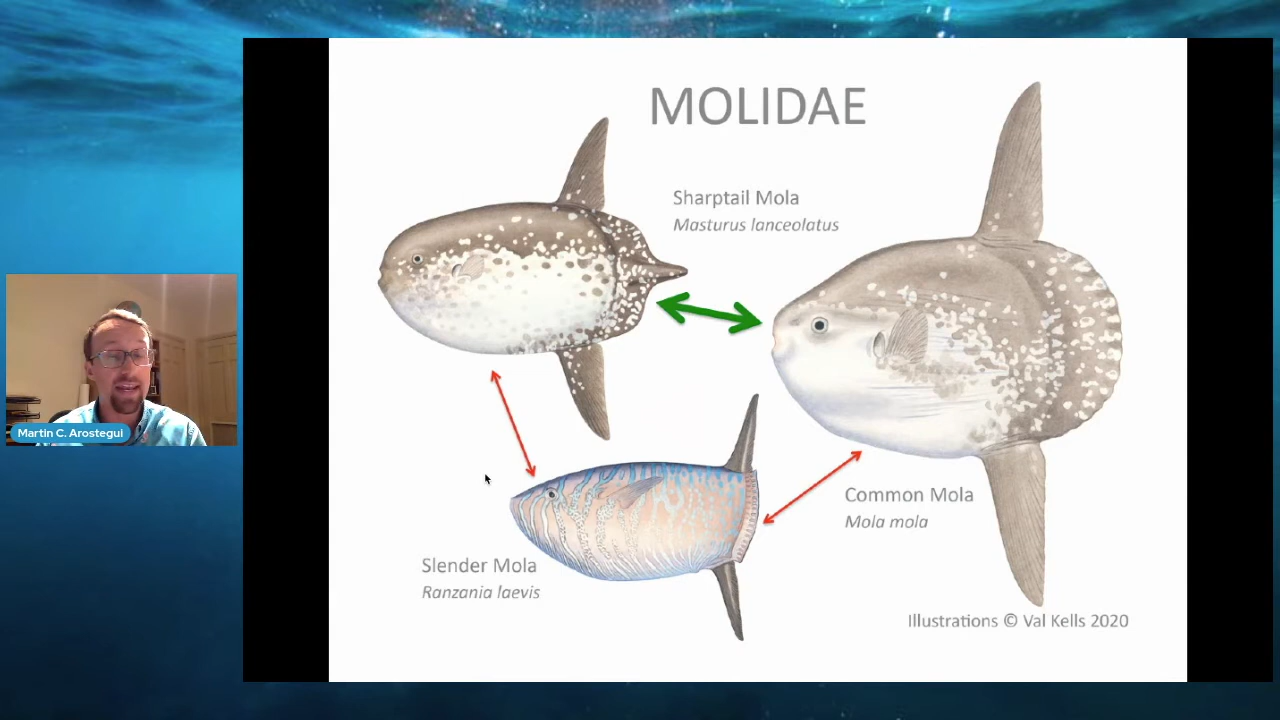 MOLIDAE
Sharptail Mola
Masturus lanceolatus
Martin C. Arostegui
Common Mola
Mola mola
Slender Mola
Ranzania laevis
Illustrations © Val Kells 2020